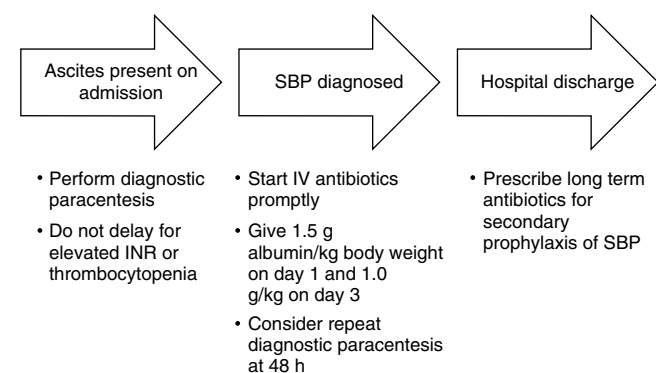 Ascites present on
admission
SBP diagnosed
Hospital discharge
• Perform diagnostic
paracentesis
• Do not delay for
elevated INR or
thrombocytopenia
• Start IV antibiotics
promptly
• Give 1.5 g
albumin/kg body weight
on day 1 and 1.0
g/kg on day 3
• Consider repeat
diagnostic paracentesis
at 48 h
• Prescribe long term
antibiotics for
secondary
prophylaxis of SBP